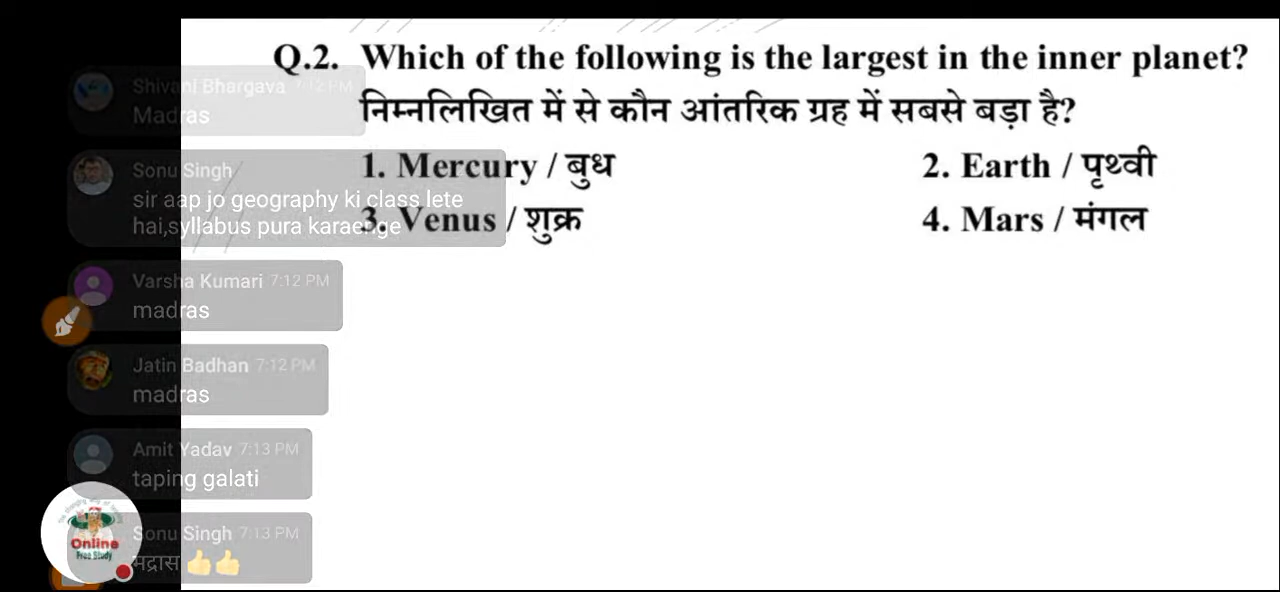 Q.2. Which of the following is the largest in the inner planet?
निम्नलिखित में से कौन आंतरिक ग्रह में सबसे बड़ा है?
1. Mercury / बुध
2. Earth / पृथ्वी
3. Venus / शुक्र
4. Mars / मंगल
Shivani Bhargava 7:12 PM
Madras
Sonu Singh
sir aap jo geography ki class lete
hai,syllabus pura karaenge
Varsha Kumari 7:12 PM
madras
Jatin Badhan 7:12 PM
madras
Amit Yadav 7:13 PM
taping galati
Sonu Singh 7:13 PM
मद्रास 👍👍
Online
Free Study